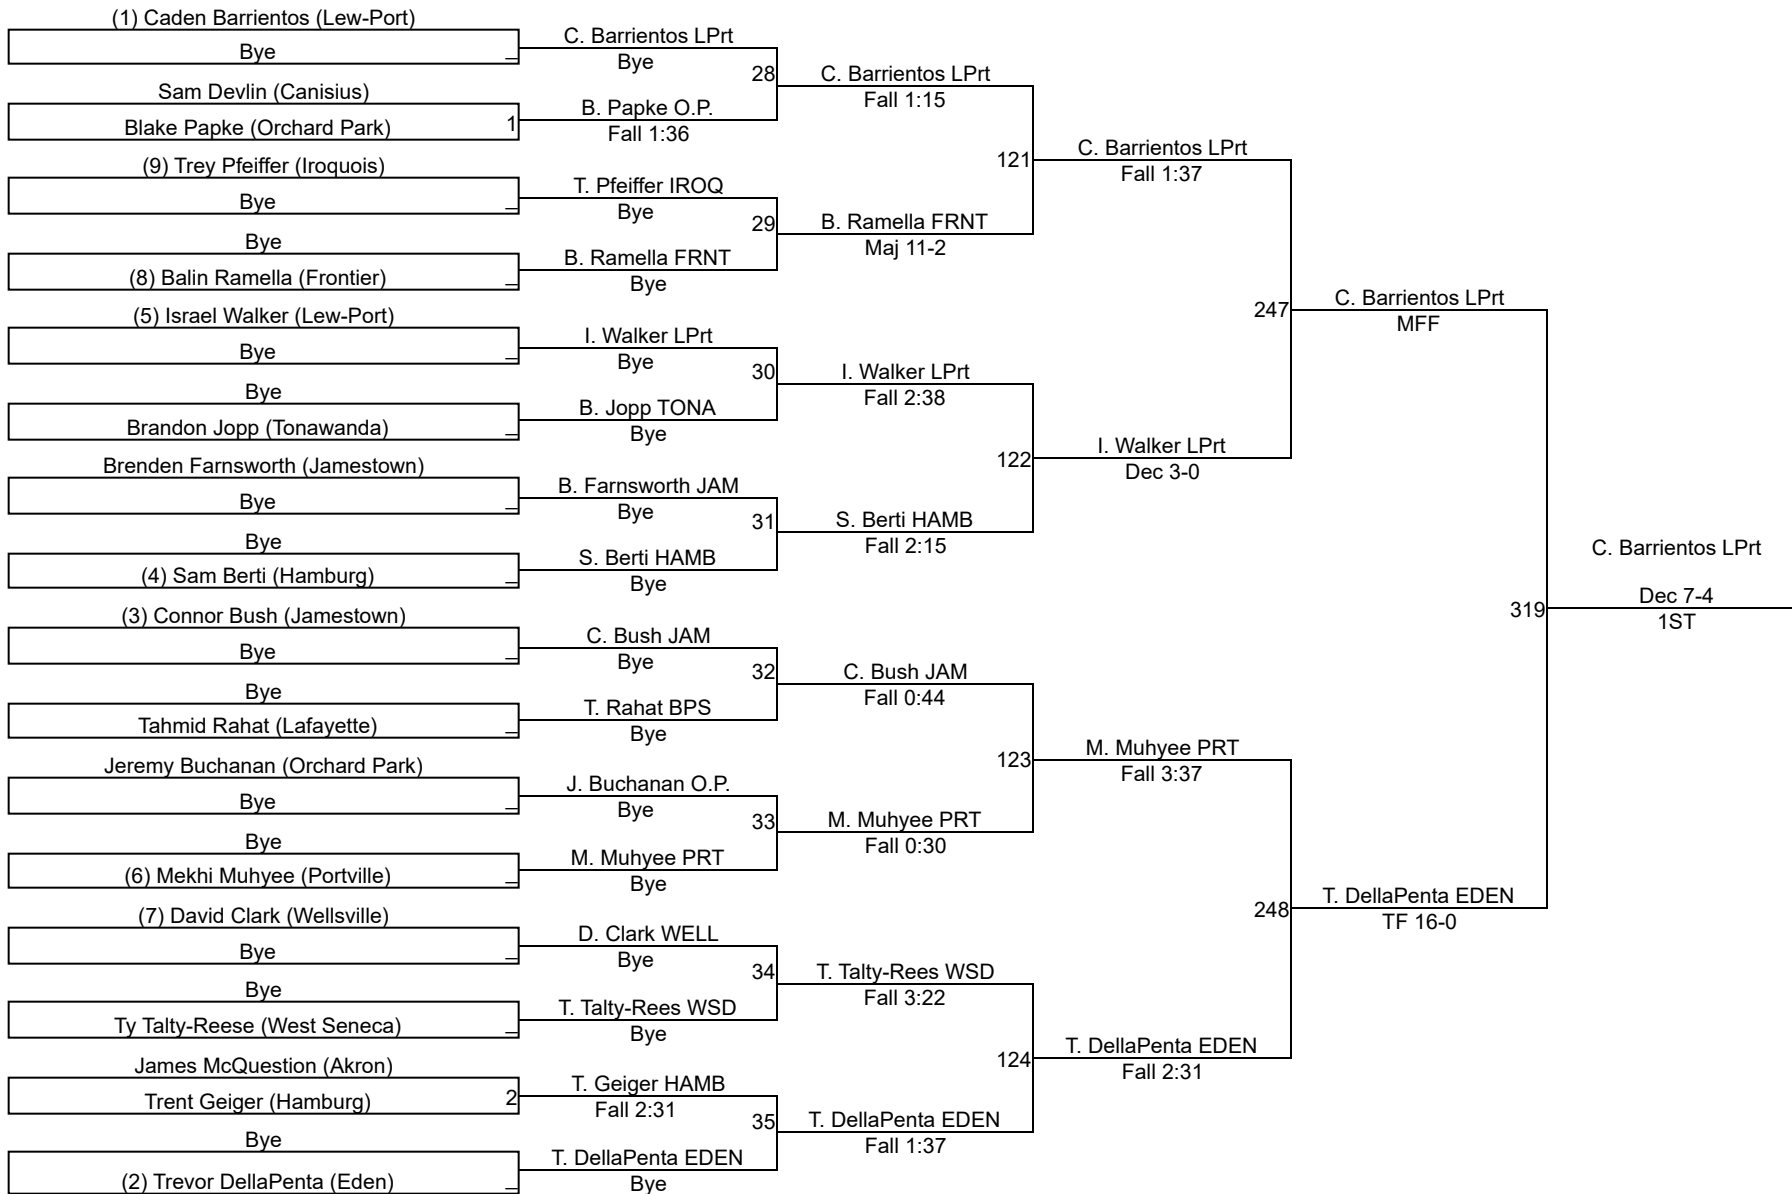 (1) Caden Barrientos (Lew-Port)
Bye
_
Sam Devlin (Canisius)
Blake Papke (Orchard Park)
1
(9) Trey Pfeiffer (Iroquois)
Bye
_
Bye
(8) Balin Ramella (Frontier)
_
(5) Israel Walker (Lew-Port)
Bye
_
Bye
Brandon Jopp (Tonawanda)
_
Brenden Farnsworth (Jamestown)
Bye
_
Bye
(4) Sam Berti (Hamburg)
_
(3) Connor Bush (Jamestown)
Bye
_
Bye
Tahmid Rahat (Lafayette)
_
Jeremy Buchanan (Orchard Park)
Bye
_
Bye
(6) Mekhi Muhyee (Portville)
_
(7) David Clark (Wellsville)
Bye
_
Bye
Ty Talty-Reese (West Seneca)
_
James McQuestion (Akron)
Trent Geiger (Hamburg)
2
Bye
(2) Trevor DellaPenta (Eden)
_
C. Barrientos LPrt
Bye
28
B. Papke O.P.
Fall 1:36
T. Pfeiffer IROQ
Bye
29
B. Ramella FRNT
Bye
I. Walker LPrt
Bye
30
B. Jopp TONA
Bye
B. Farnsworth JAM
Bye
31
S. Berti HAMB
Bye
C. Bush JAM
Bye
32
T. Rahat BPS
Bye
J. Buchanan O.P.
Bye
33
M. Muhyee PRT
Bye
D. Clark WELL
Bye
34
T. Talty-Rees WSD
Bye
T. Geiger HAMB
Fall 2:31
35
T. DellaPenta EDEN
Bye
C. Barrientos LPrt
Fall 1:15
121
B. Ramella FRNT
Maj 11-2
I. Walker LPrt
Fall 2:38
122
S. Berti HAMB
Fall 2:15
C. Bush JAM
Fall 0:44
123
M. Muhyee PRT
Fall 0:30
T. Talty-Rees WSD
Fall 3:22
124
T. DellaPenta EDEN
Fall 1:37
C. Barrientos LPrt
Fall 1:37
247
I. Walker LPrt
Dec 3-0
M. Muhyee PRT
Fall 3:37
248
T. DellaPenta EDEN
Fall 2:31
C. Barrientos LPrt
MFF
319
T. DellaPenta EDEN
TF 16-0
C. Barrientos LPrt
Dec 7-4
1ST